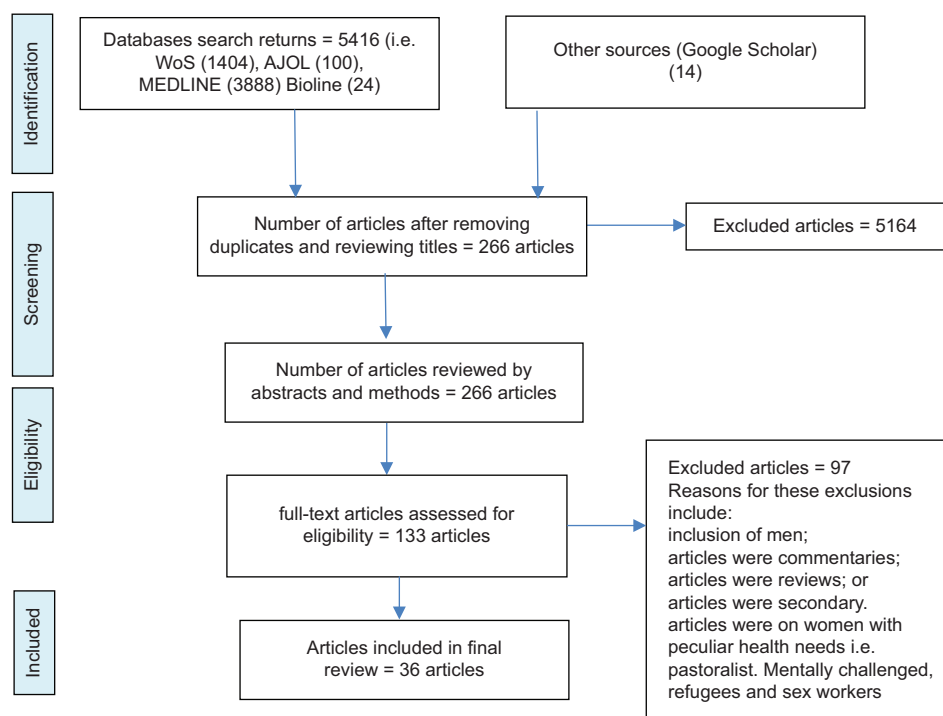 Identification
Databases search returns = 5416 (i.e.
WoS (1404), AJOL (100),
MEDLINE (3888) Bioline (24)
Other sources (Google Scholar)
(14)
Screening
Number of articles after removing
duplicates and reviewing titles = 266 articles
Excluded articles = 5164
Number of articles reviewed by
abstracts and methods = 266 articles
Eligibility
full-text articles assessed for
eligibility = 133 articles
Excluded articles = 97
Reasons for these exclusions
include:
inclusion of men;
articles were commentaries;
articles were reviews; or
articles were secondary.
articles were on women with
peculiar health needs i.e.
pastoralist. Mentally challenged,
refugees and sex workers
Included
Articles included in final
review = 36 articles